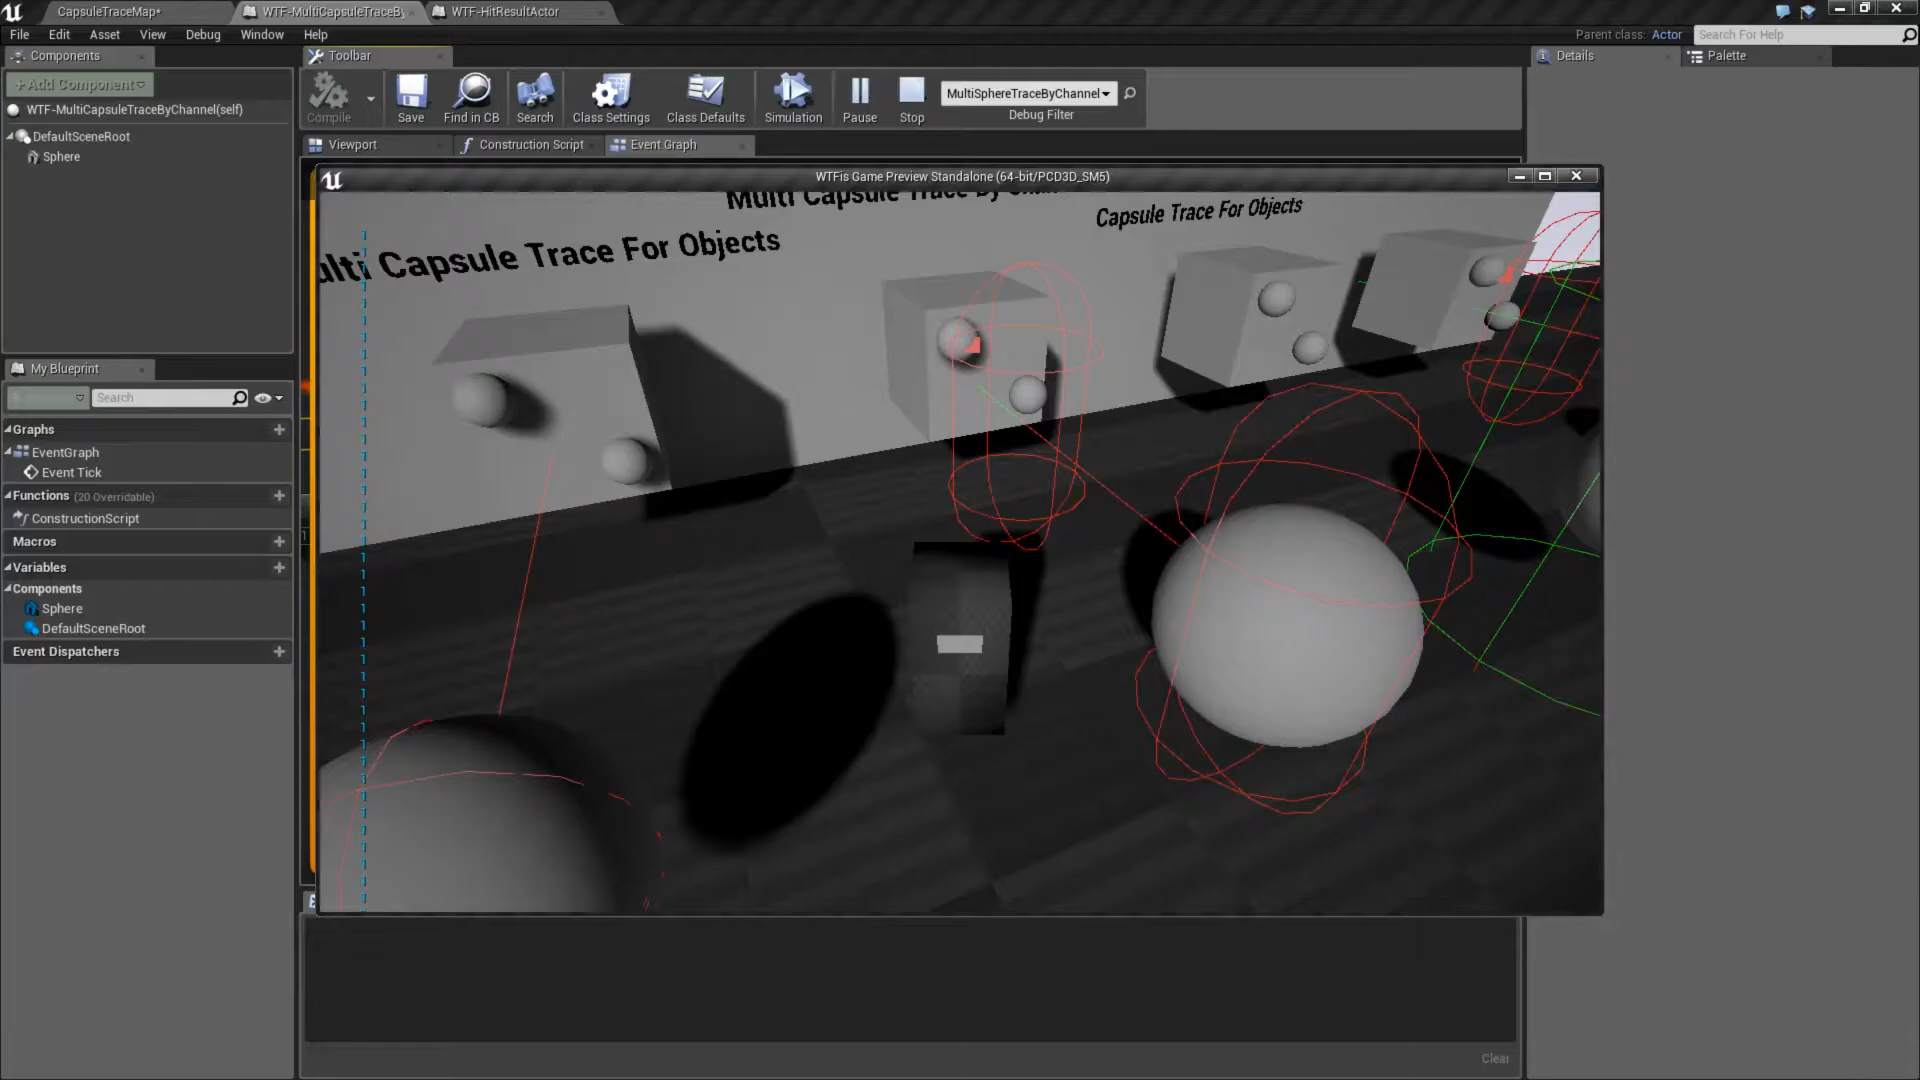 CapsuleTraceMap*
WTF-MultiCapsuleTraceBy
WTF-HitResultActor
File Edit Asset View Debug Window Help
Parent class: Actor
Search For Help
Components
Toolbar
Details
Palette
+Add Component
WTF-MultiCapsuleTraceByChannel(self)
DefaultSceneRoot
Sphere
Compile
Save
Find in CB
Search
Class Settings
Class Defaults
Simulation
Pause
Stop
MultiSphereTraceByChannel
Debug Filter
Viewport
Construction Script
Event Graph
WTFis Game Preview Standalone (64-bit/PCD3D_SM5)
Multi Capsule Trace By Chan
Capsule Trace For Objects
ulti Capsule Trace For Objects
My Blueprint
Search
Graphs
EventGraph
Event Tick
Functions (20 Overridable)
ConstructionScript
Macros
Variables
Components
Sphere
DefaultSceneRoot
Event Dispatchers
Clear